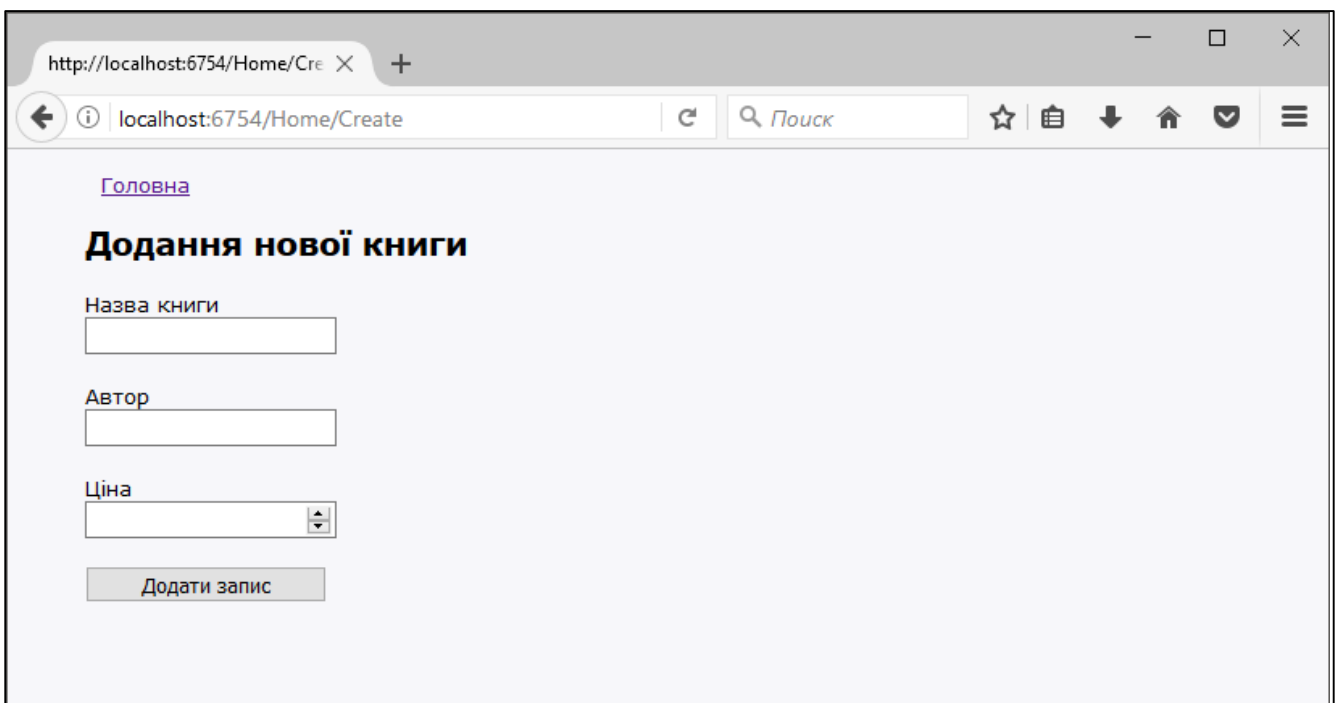 http://localhost:6754/Home/Cre
localhost:6754/Home/Create
Поиск
Головна
Додання нової книги
Назва книги
Автор
Ціна
Додати запис